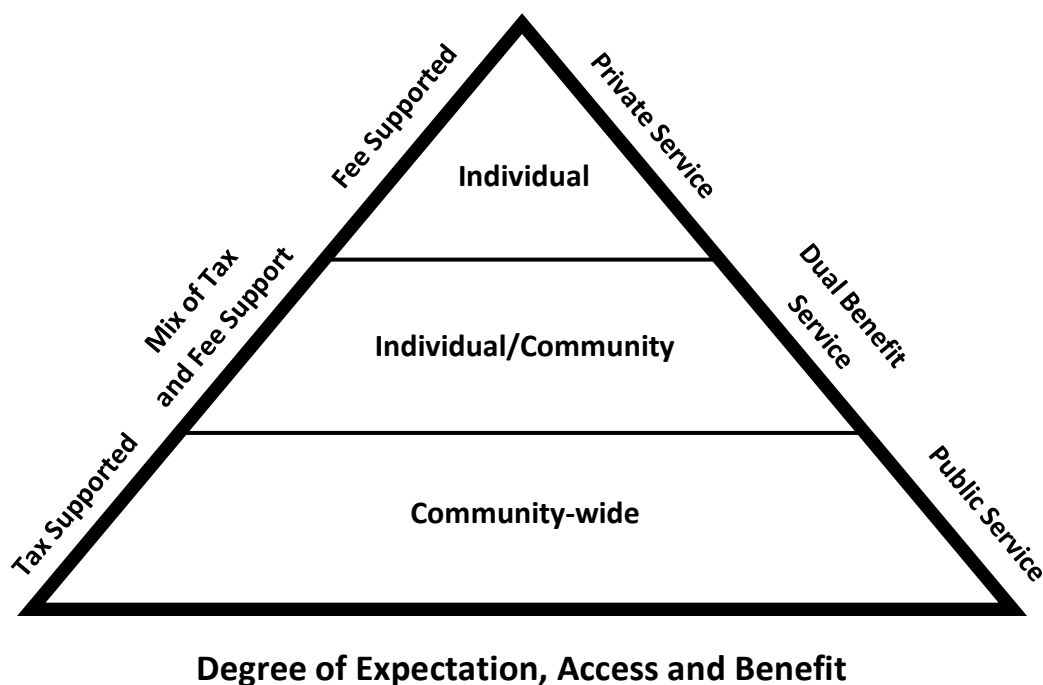 Fee Supported
Private Service
Individual
Mix of Tax
and Fee Support
Dual Benefit
Service
Individual/Community
Tax Supported
Public Service
Community-wide
Degree of Expectation, Access and Benefit